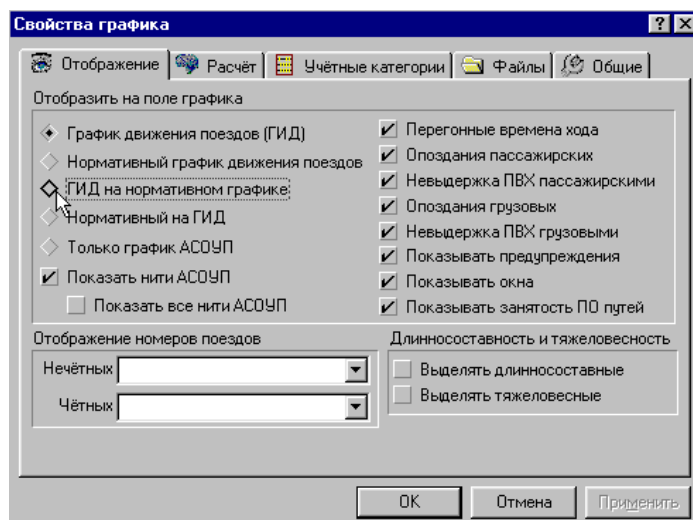 Свойства графика
Отображение Расчёт Учётные категории Файлы Общие
Отобразить на поле графика
График движения поездов (ГИД)
Нормативный график движения поездов
ГИД на нормативном графике
Нормативный на ГИД
Только график АСОУП
Показать нити АСОУП
Показать все нити АСОУП
Перегонные времена хода
Опоздания пассажирских
Невыдержка ПВХ пассажирскими
Опоздания грузовых
Невыдержка ПВХ грузовыми
Показывать предупреждения
Показывать окна
Показывать занятость ПО путей
Отображение номеров поездов
Нечётных
Чётных
Длинносоставность и тяжеловесность
Выделять длинносоставные
Выделять тяжеловесные
OK Отмена Применить